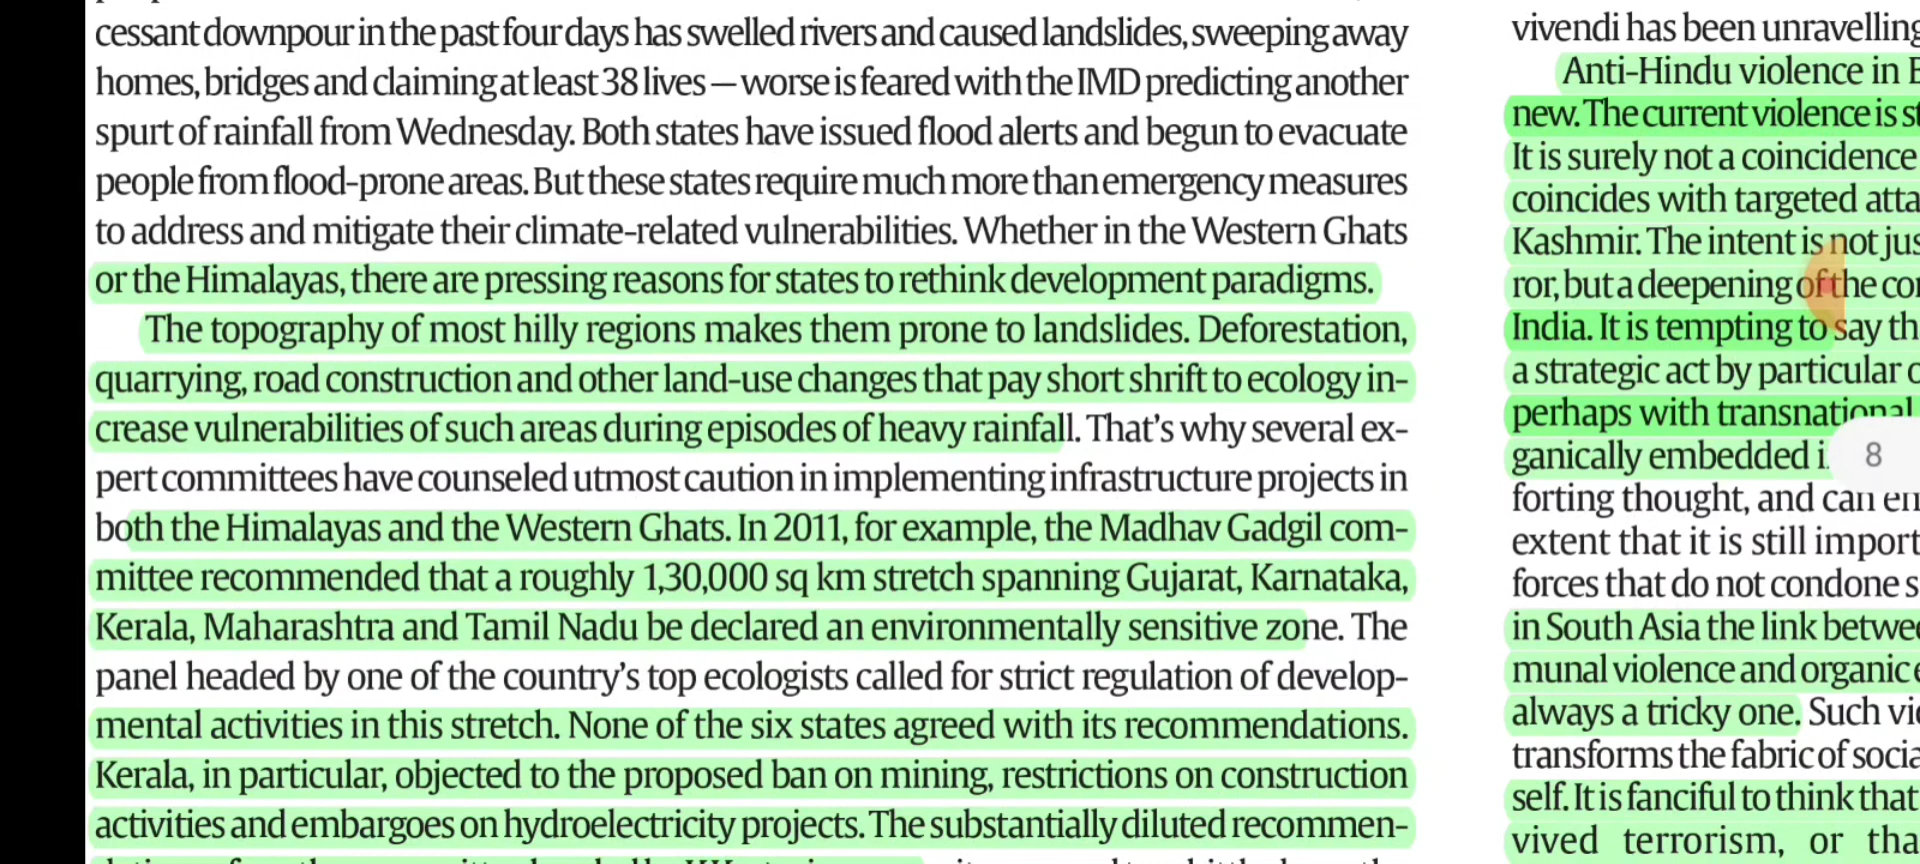 cessant downpour in the past four days has swelled rivers and caused landslides, sweeping away
homes, bridges and claiming at least 38 lives — worse is feared with the IMD predicting another
spurt of rainfall from Wednesday. Both states have issued flood alerts and begun to evacuate
people from flood-prone areas. But these states require much more than emergency measures
to address and mitigate their climate-related vulnerabilities. Whether in the Western Ghats
or the Himalayas, there are pressing reasons for states to rethink development paradigms.
The topography of most hilly regions makes them prone to landslides. Deforestation,
quarrying, road construction and other land-use changes that pay short shrift to ecology in-
crease vulnerabilities of such areas during episodes of heavy rainfall. That's why several ex-
pert committees have counseled utmost caution in implementing infrastructure projects in
both the Himalayas and the Western Ghats. In 2011, for example, the Madhav Gadgil com-
mittee recommended that a roughly 1,30,000 sq km stretch spanning Gujarat, Karnataka,
Kerala, Maharashtra and Tamil Nadu be declared an environmentally sensitive zone. The
panel headed by one of the country's top ecologists called for strict regulation of develop-
mental activities in this stretch. None of the six states agreed with its recommendations.
Kerala, in particular, objected to the proposed ban on mining, restrictions on construction
activities and embargoes on hydroelectricity projects. The substantially diluted recommen-
vivendi has been unravelling
Anti-Hindu violence in
new. The current violence is
It is surely not a coincidence
coincides with targeted
Kashmir. The intent is not
ror, but a deepening of the
India. It is tempting to say
a strategic act by particular
perhaps with transnational
ganically embedded
8
forting thought, and can
extent that it is still
forces that do not condone
in South Asia the link
munal violence and organic
always a tricky one. Such
transforms the fabric of
self. It is fanciful to think that
vived terrorism, or